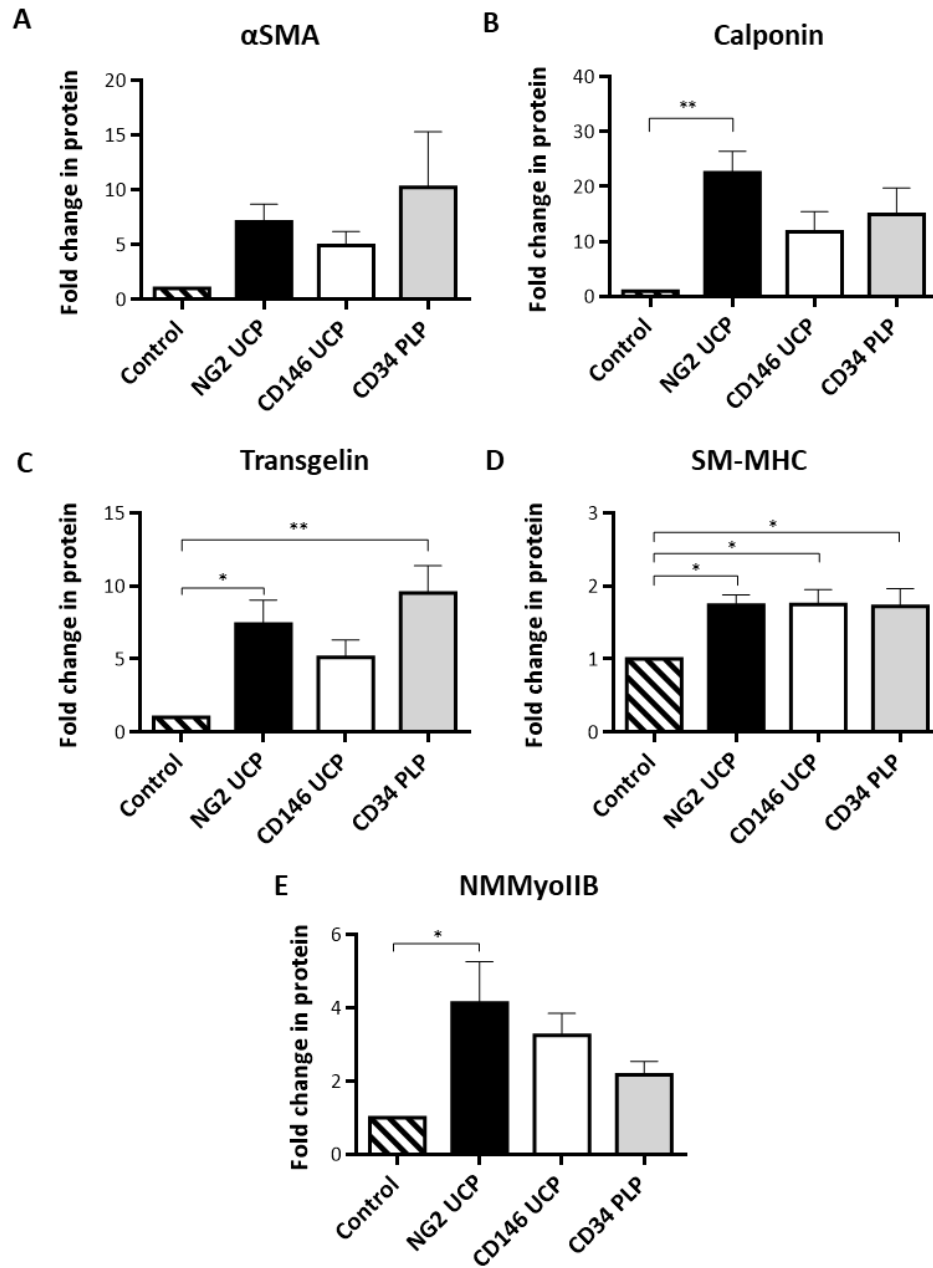 A
αSMA
Fold change in protein
20
15
10
5
0
Control
NG2 UCP
CD146 UCP
CD34 PLP
B
Calponin
Fold change in protein
40
30
20
10
0
**
Control
NG2 UCP
CD146 UCP
CD34 PLP
C
Transgelin
Fold change in protein
15
10
5
0
**
*
Control
NG2 UCP
CD146 UCP
CD34 PLP
D
SM-MHC
Fold change in protein
3
2
1
0
*
*
*
Control
NG2 UCP
CD146 UCP
CD34 PLP
E
NMMyoIIB
Fold change in protein
6
4
2
0
*
Control
NG2 UCP
CD146 UCP
CD34 PLP